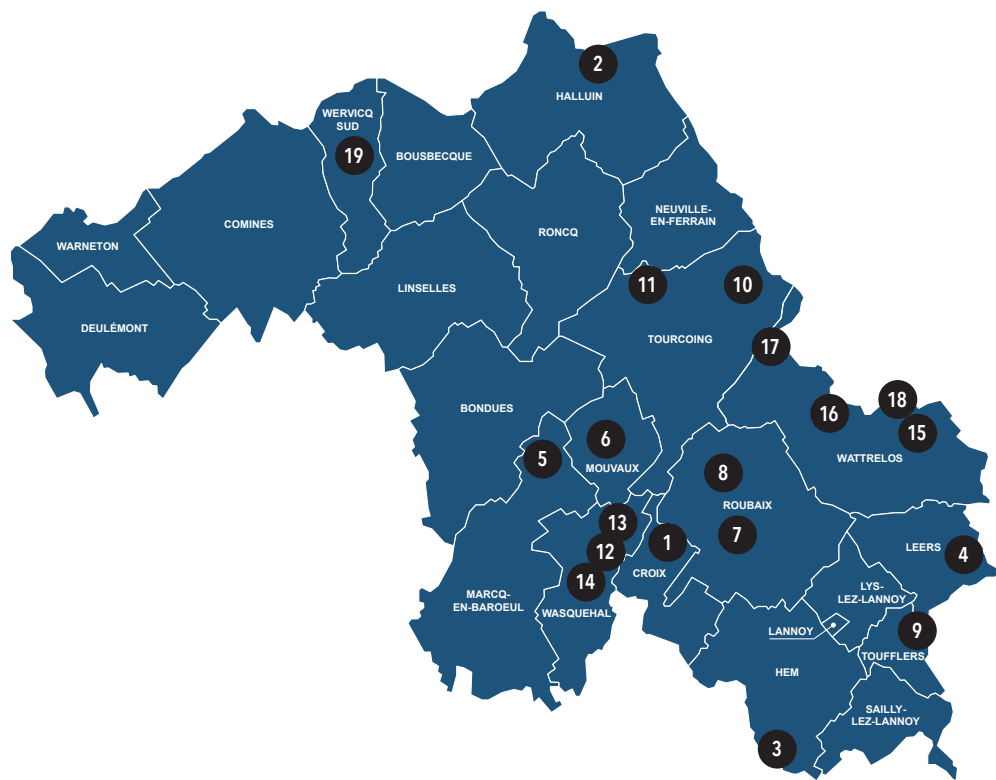 2
HALLUIN
WERVICQ
SUD
19
BOUSBECQUE
NEUVILLE-
EN-FERRAIN
COMINES
RONCQ
WARNETON
11
10
LINSELLES
DEULÉMONT
TOURCOING
17
BONDUES
18
16
15
6
5
MOUVAUX
WATTRELOS
8
ROUBAIX
13
7
1
12
LEERS
4
CROIX
14
MARCQ-
EN-BAROEUL
WASQUEHAL
LYS-
LEZ-LANNOY
LANNOY
9
TOUFFLERS
HEM
SAILLY-
LEZ-LANNOY
3